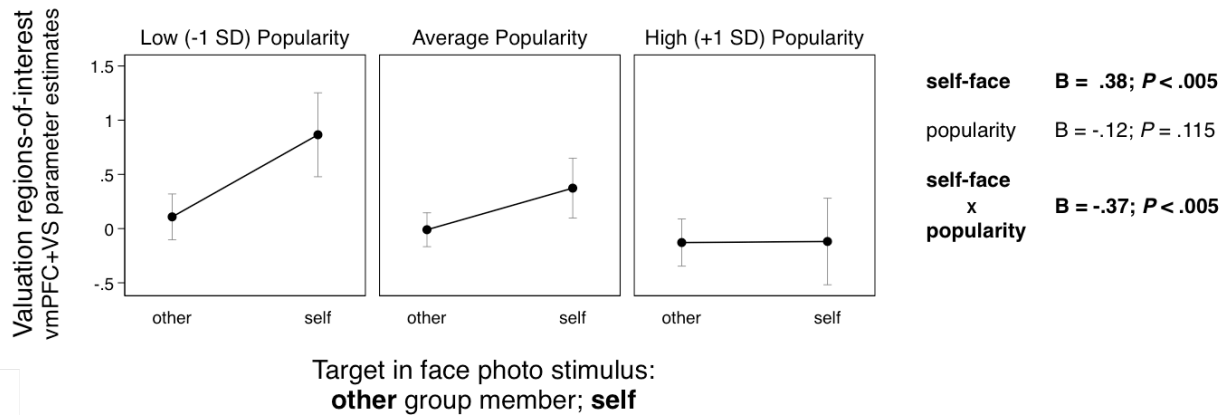 Valuation regions-of-interest
vmPFC+VS parameter estimates
Low (-1 SD) Popularity
Average Popularity
High (+1 SD) Popularity
1.5
1
.5
0
-.5
other
self
other
self
other
self
Target in face photo stimulus:
other group member; self
self-face B = .38; P < .005
popularity B = -.12; P = .115
self-face
x
popularity
B = -.37; P < .005